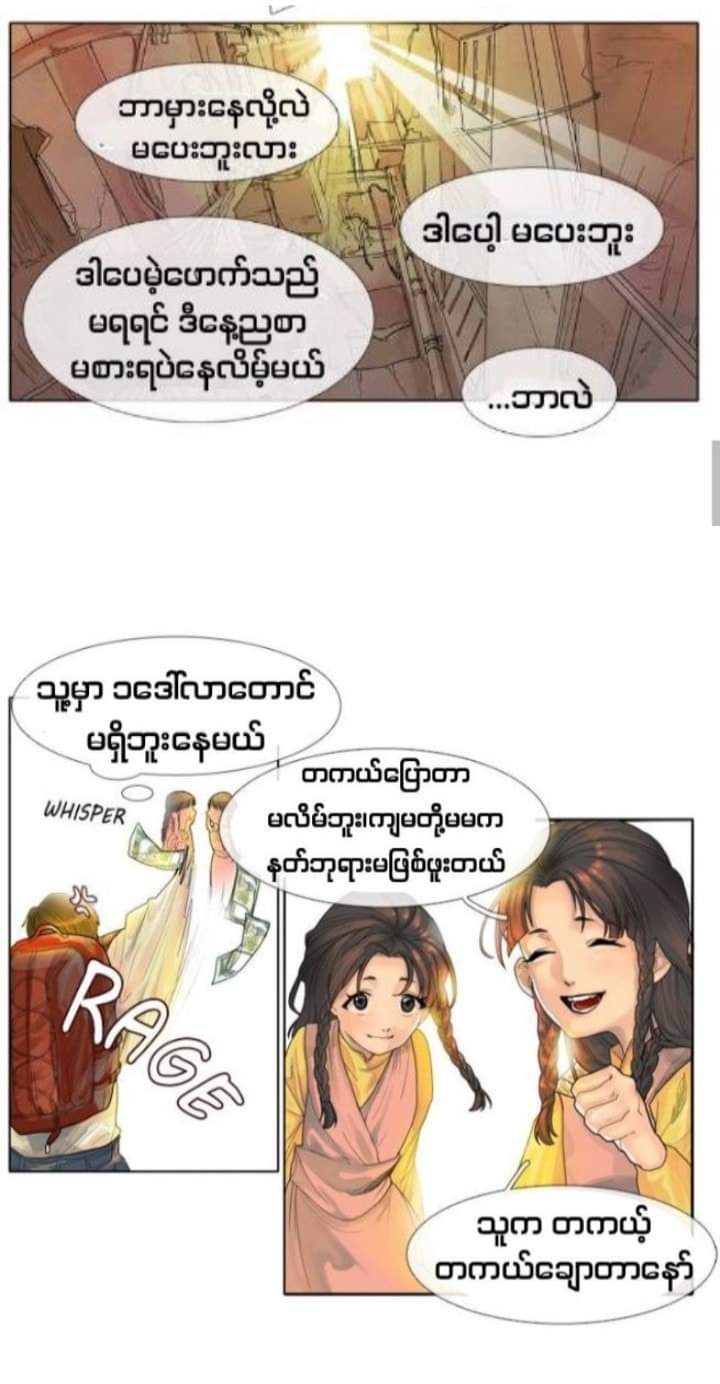 ဘာမှားနေလို့လဲ
မပေးဘူးလား
ဒါပေါ့ မပေးဘူး
ဒါပေမဲ့ဖောက်သည်
မရရင် ဒီနေ့ညစာ
မစားရပဲနေလိမ့်မယ်
...ဘာလဲ
သူ့မှာ ၁ဒေါ်လာတောင်
မရှိဘူးနေမယ်
WHISPER
တကယ်ပြောတာ
မလိမ်ဘူး၊ကျမတို့မမက
နတ်ဘုရားမဖြစ်ဖူးတယ်
RAGE
သူက တကယ့်
တကယ်ချောတာနော်